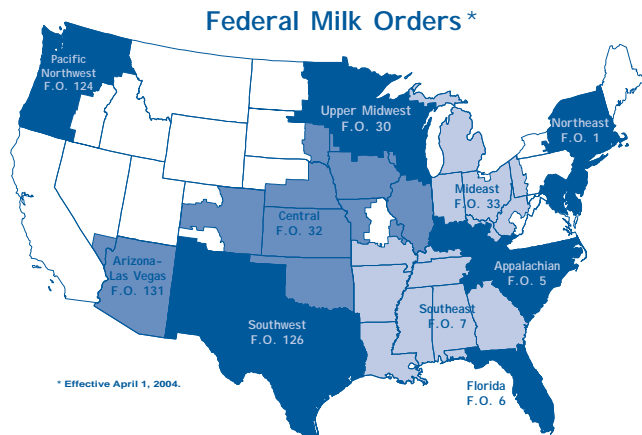 Federal Milk Orders *
Pacific
Northwest
F.O. 124
Upper Midwest
F.O. 30
Northeast
F.O. 1
Mideast
F.O. 33
Central
F.O. 32
Arizona–
Las Vegas
F.O. 131
Appalachian
F.O. 5
Southeast
F.O. 7
Southwest
F.O. 126
* Effective April 1, 2004.
Florida
F.O. 6